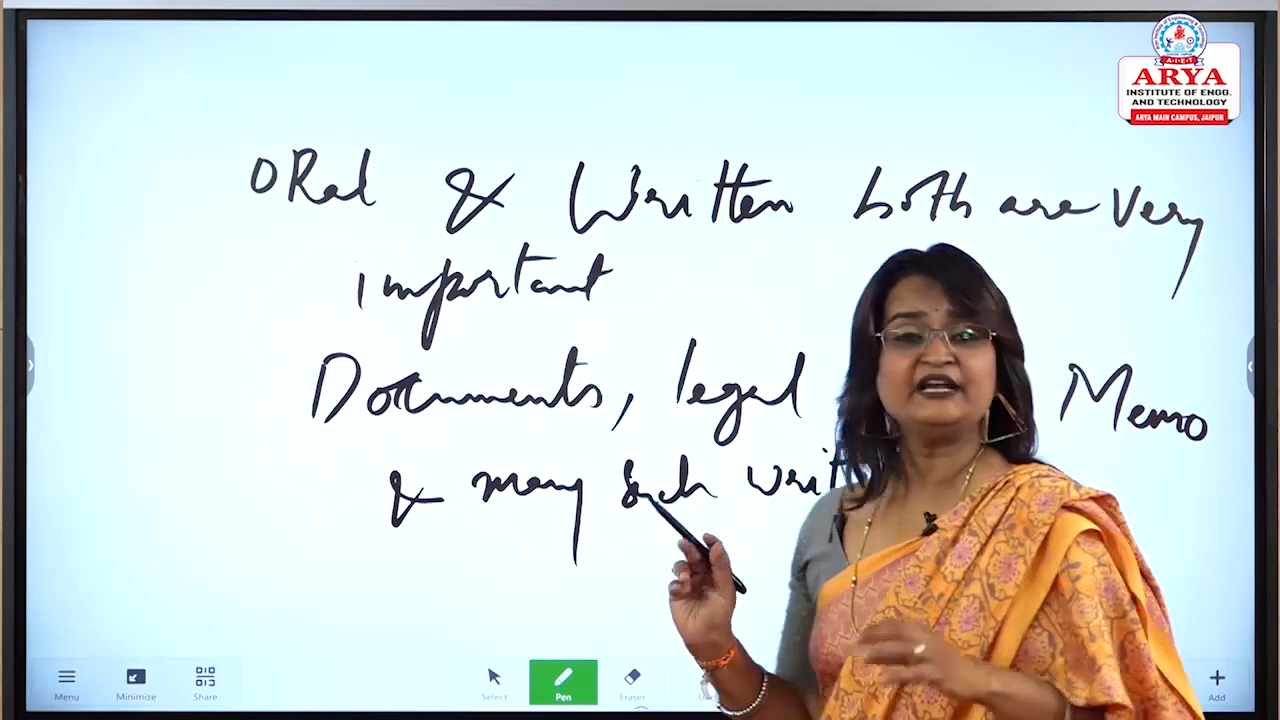 ORal & Written both are Very
important
Documents, legal Memo
& many such writ
ARYA
INSTITUTE OF ENGG.
AND TECHNOLOGY
ARYA MAIN CAMPUS, JAIPUR
A.I.E.T.
Menu Minimize Share Select Pen Eraser Add